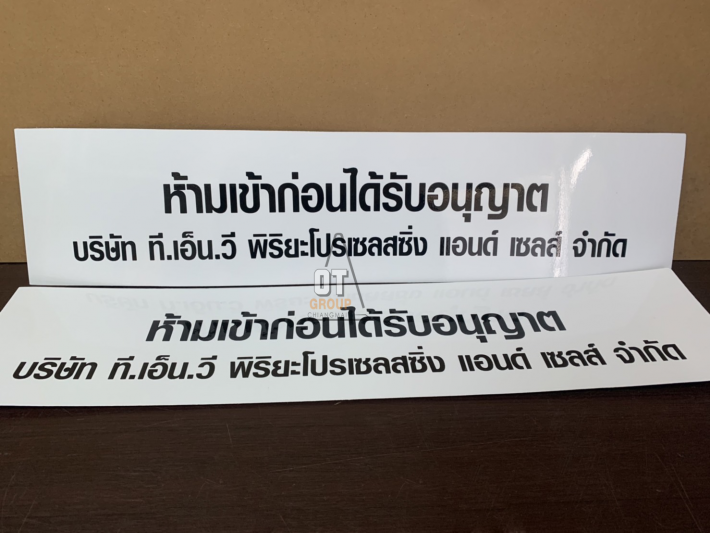 ห้ามเข้าก่อนได้รับอนุญาต
บริษัท ที.เอ็น.วี พิริยะโปรเซลสซิ่ง แอนด์ เซลส์ จำกัด
OT
GROUP
CHIANGMAI
ห้ามเข้าก่อนได้รับอนุญาต
บริษัท ที.เอ็น.วี พิริยะโปรเซลสซิ่ง แอนด์ เซลส์ จำกัด